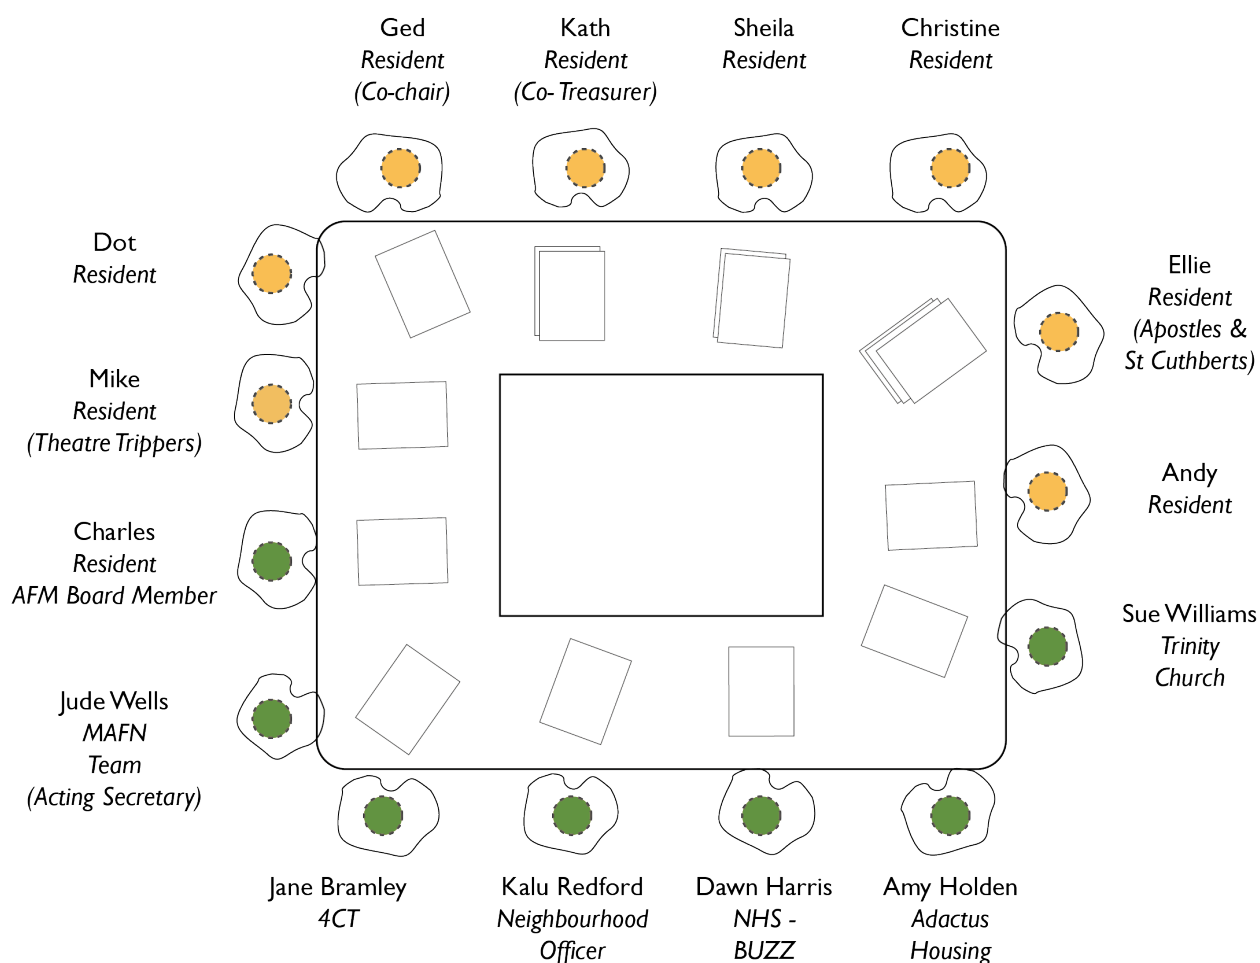 Ged
Resident
(Co-chair)
Kath
Resident
(Co- Treasurer)
Sheila
Resident
Christine
Resident
Dot
Resident
Mike
Resident
(Theatre Trippers)
Charles
Resident
AFM Board Member
Jude Wells
MAFN
Team
(Acting Secretary)
Ellie
Resident
(Apostles &
St Cuthberts)
Andy
Resident
Sue Williams
Trinity
Church
Jane Bramley
4CT
Kalu Redford
Neighbourhood
Officer
Dawn Harris
NHS -
BUZZ
Amy Holden
Adactus
Housing